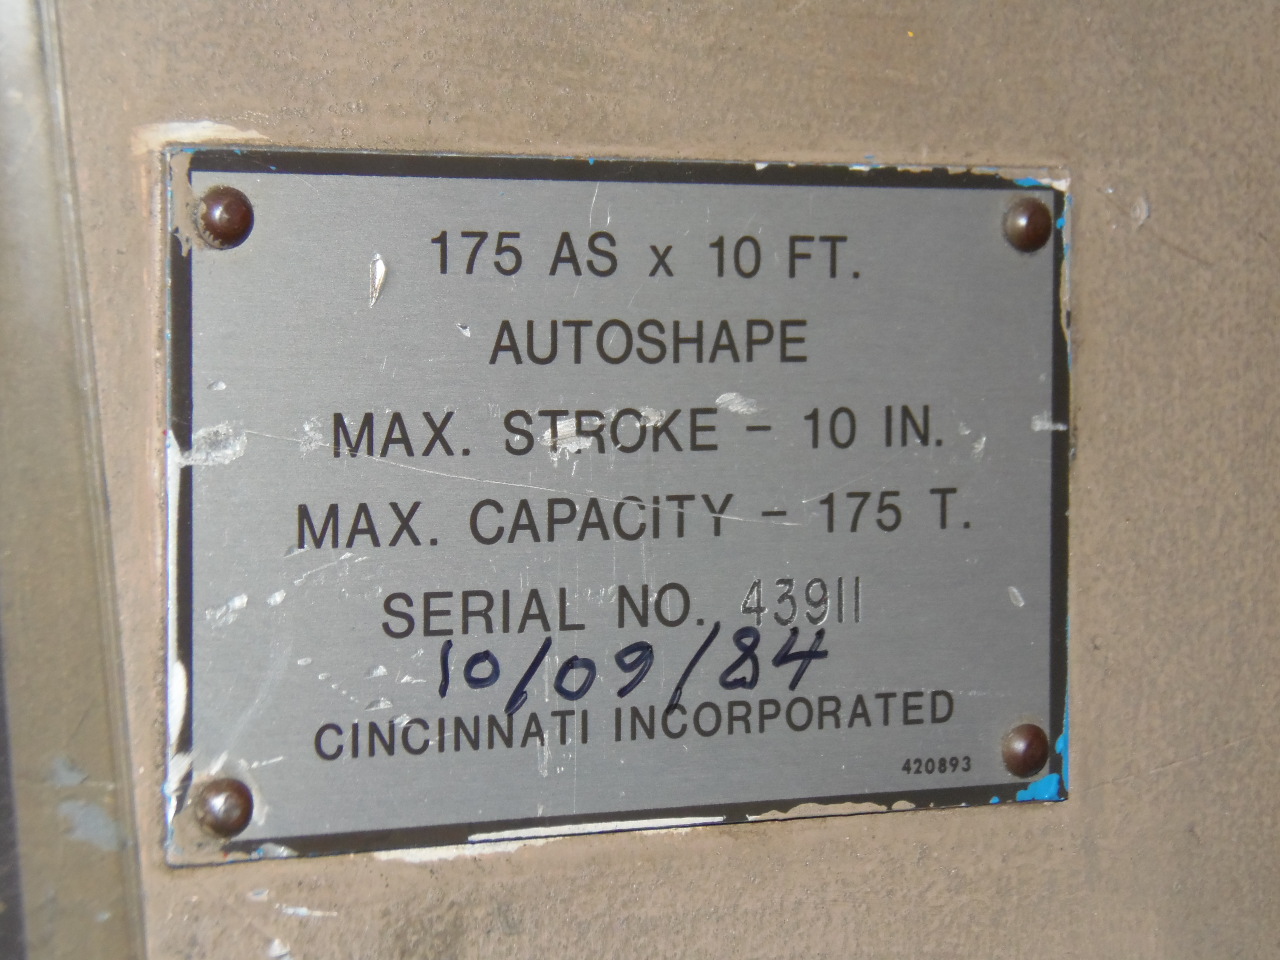 175 AS x 10 FT.
AUTOSHAPE
MAX. STROKE - 10 IN.
MAX. CAPACITY - 175 T.
SERIAL NO. 43911
10/09/84
CINCINNATI INCORPORATED
420893